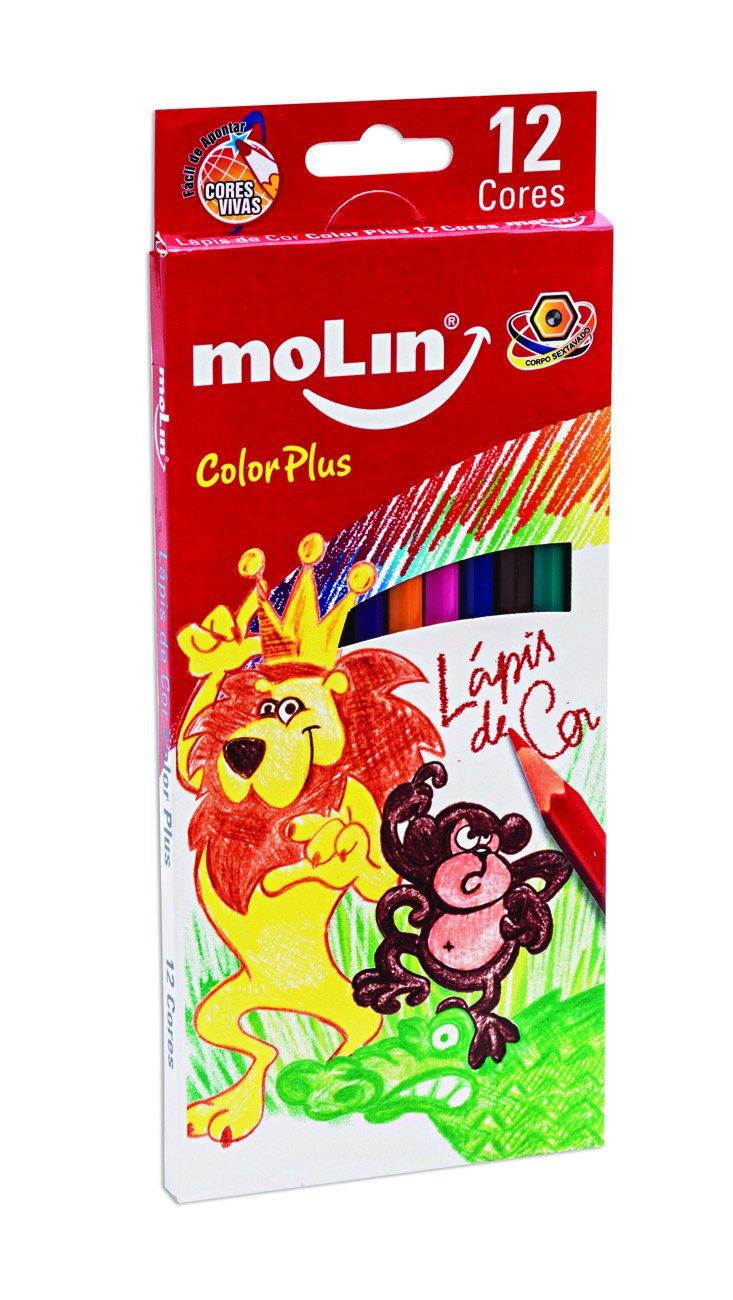 Fácil de Apontar
CORES
VIVAS
12
Cores
Lápis de Cor Color Plus 12 Cores moLin
moLin®
CORPO SEXTAVADO
ColorPlus
Lápis
de Cor
moLin®
Lápis de Cor Color Plus
12 Cores